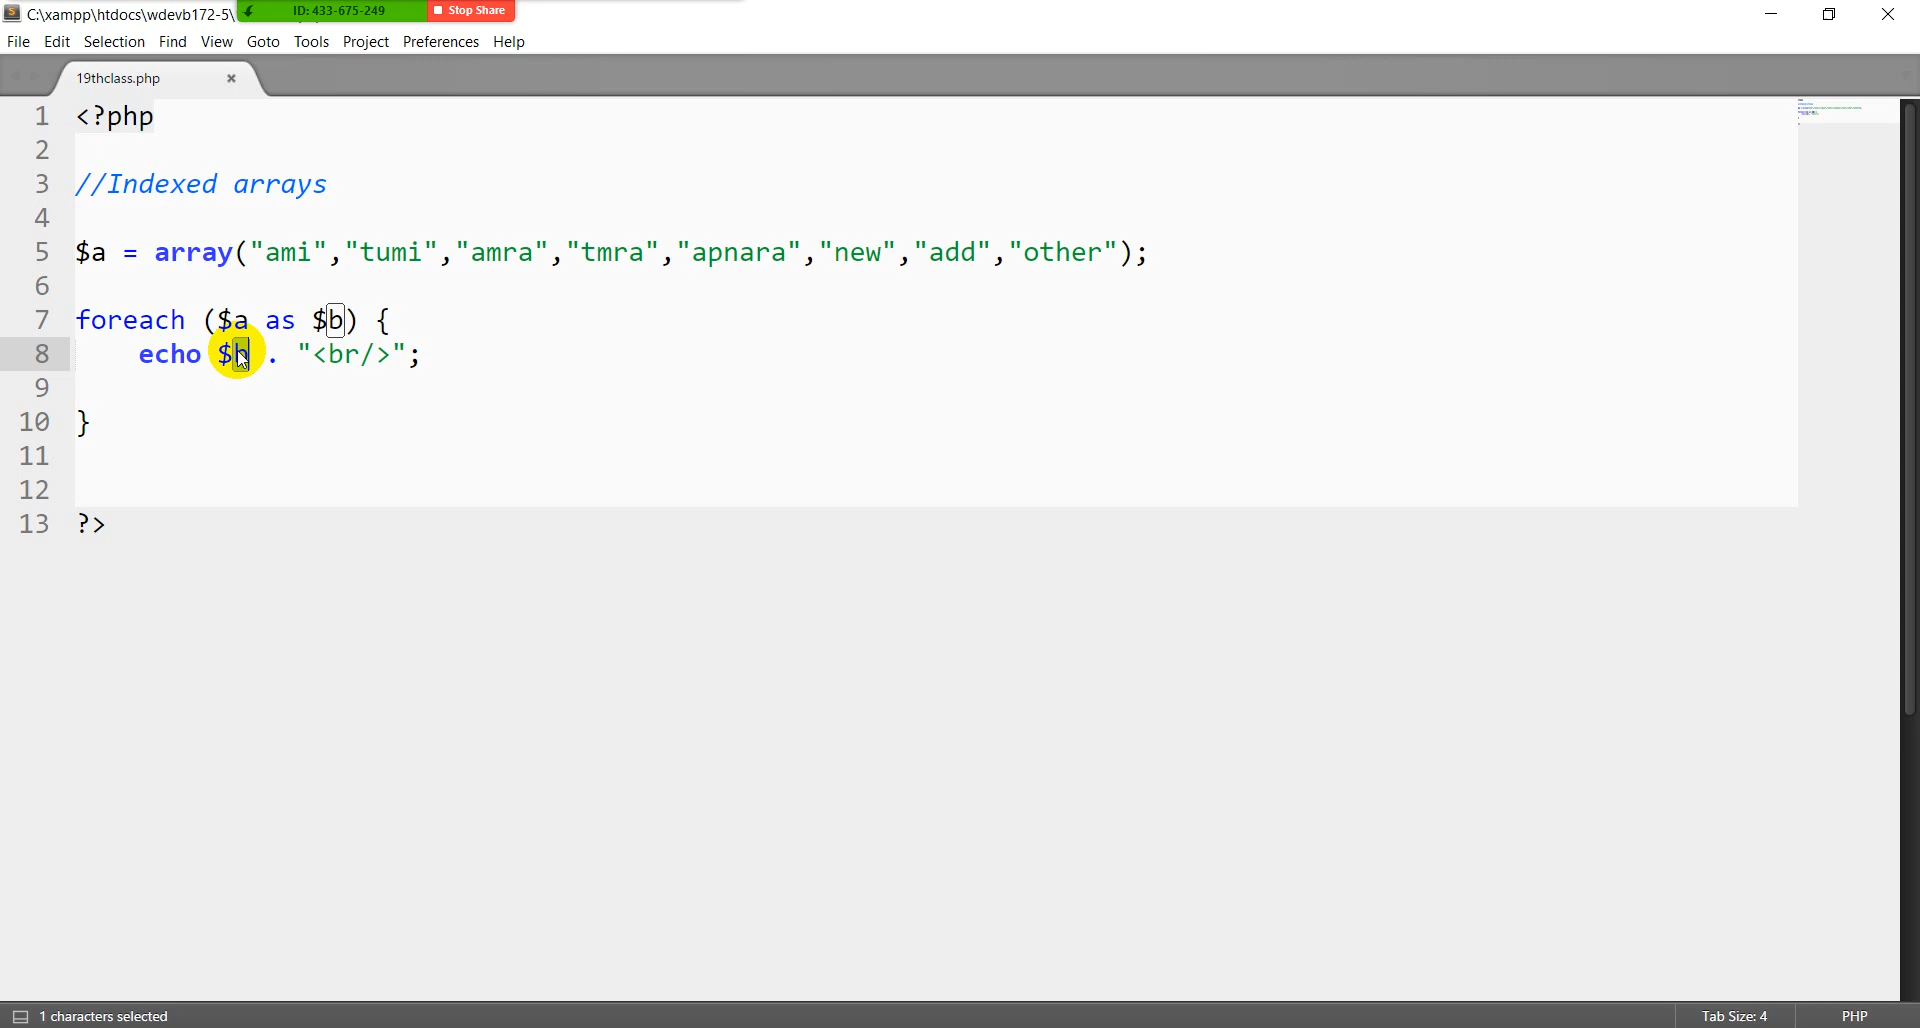 C:\xampp\htdocs\wdevb172-5\
ID: 433-675-249
Stop Share
File Edit Selection Find View Goto Tools Project Preferences Help
19thclass.php
1 <?php
2
3 //Indexed arrays
4
5 $a = array("ami","tumi","amra","tmra","apnara","new","add","other");
6
7 foreach ($a as $b) {
8 echo $b . "<br/>";
9
10 }
11
12
13 ?>
1 characters selected
Tab Size: 4
PHP